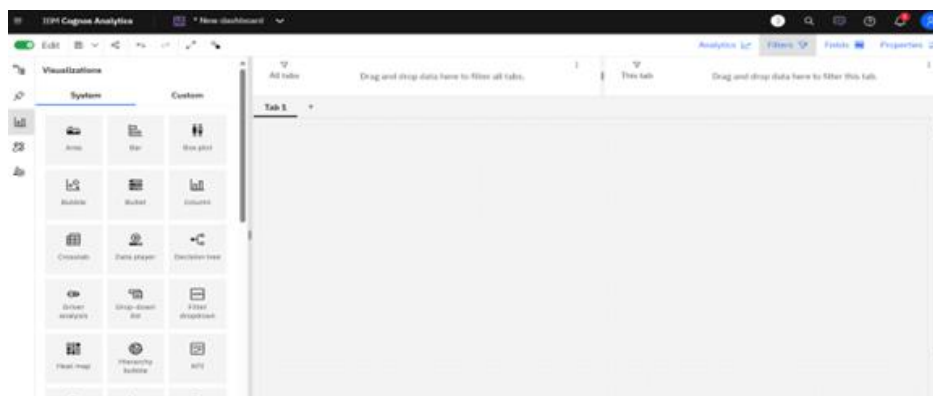 IBM Cognos Analytics
* New dashboard
Edit
Analytics
Filters
Fields
Properties
Visualizations
System
Custom
All tabs
Drag and drop data here to filter all tabs.
This tab
Drag and drop data here to filter this tab.
Tab 1
+
Area
Bar
Box plot
Bubble
Bullet
Column
Crosstab
Data player
Decision tree
Driver
analysis
Drop-down
list
Filter
dropdown
Heat map
Hierarchy
bubble
KPI